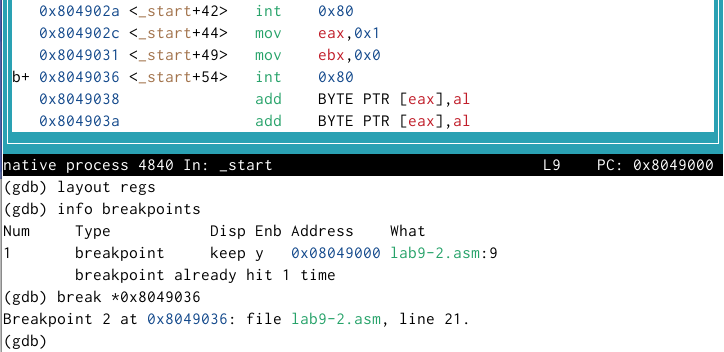 0x804902a <_start+42>   int    0x80
0x804902c <_start+44>   mov    eax,0x1
0x8049031 <_start+49>   mov    ebx,0x0
b+ 0x8049036 <_start+54>   int    0x80
0x8049038                  add    BYTE PTR [eax],al
0x804903a                  add    BYTE PTR [eax],al
native process 4840 In: _start                                    L9    PC: 0x8049000
(gdb) layout regs
(gdb) info breakpoints
Num     Type           Disp Enb Address    What
1       breakpoint     keep y   0x08049000 lab9-2.asm:9
        breakpoint already hit 1 time
(gdb) break *0x8049036
Breakpoint 2 at 0x8049036: file lab9-2.asm, line 21.
(gdb)